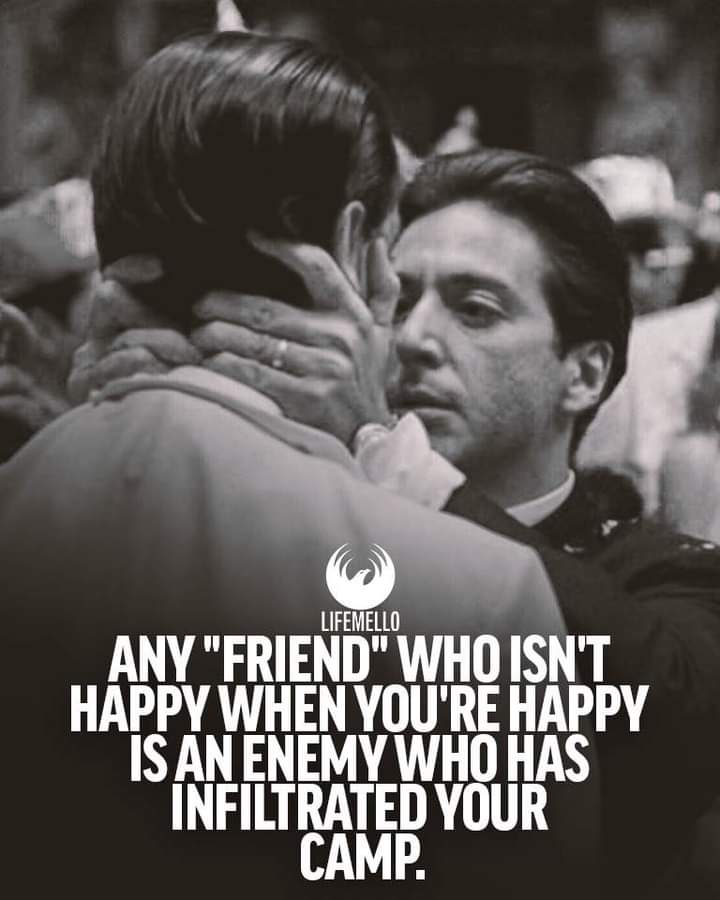 LIFEMELLO
ANY "FRIEND" WHO ISN'T
HAPPY WHEN YOU'RE HAPPY
IS AN ENEMY WHO HAS
INFILTRATED YOUR
CAMP.